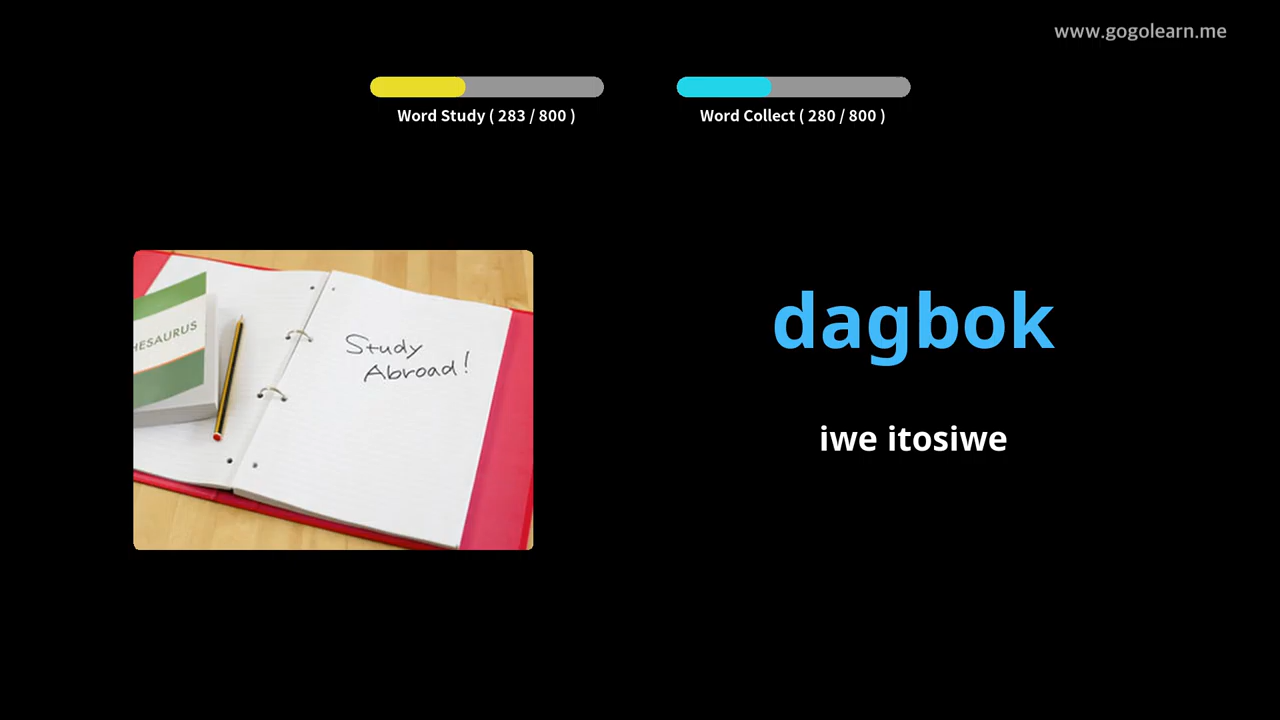 www.gogolearn.me
Word Study ( 283 / 800 )
Word Collect ( 280 / 800 )
HESAURUS
Study
Abroad!
dagbok
iwe itosiwe